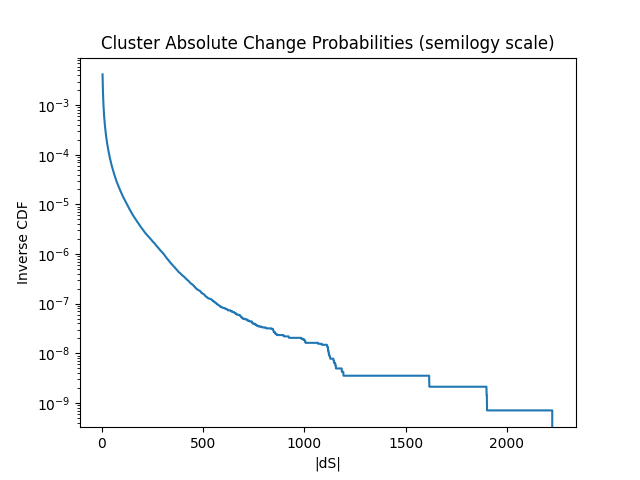 Cluster Absolute Change Probabilities (semilogy scale)
10⁻³
10⁻⁴
10⁻⁵
10⁻⁶
10⁻⁷
10⁻⁸
10⁻⁹
Inverse CDF
0 500 1000 1500 2000
|dS|